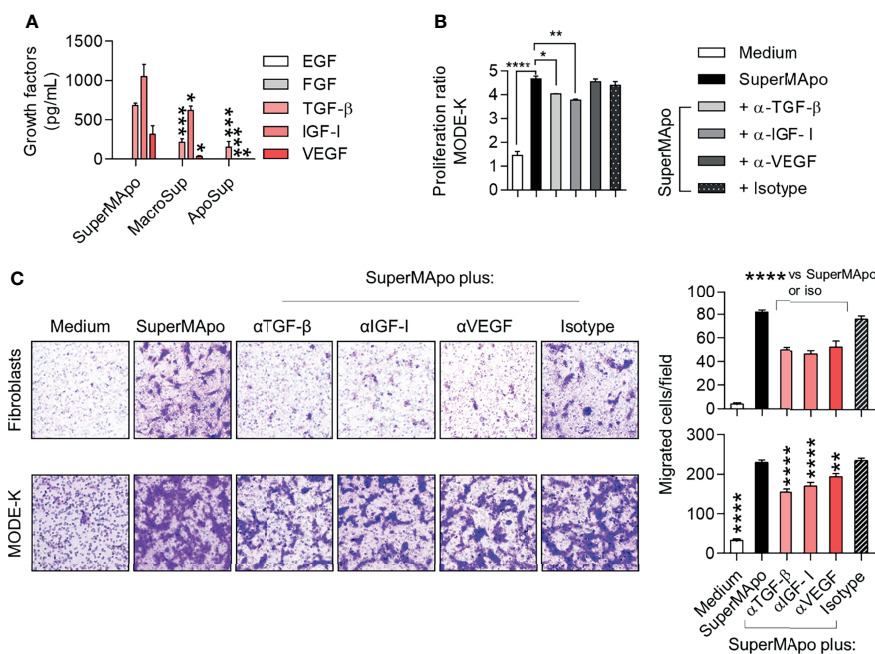 A
Growth factors
(pg/mL)
1500
1000
500
0
***
*
*
***
***
**
SuperMApo
MacroSup
ApoSup
EGF
FGF
TGF-β
IGF-I
VEGF
B
Proliferation ratio
MODE-K
5
4
3
2
1
0
**
*
****
Medium
SuperMApo
SuperMApo
+ α-TGF-β
+ α-IGF- I
+ α-VEGF
+ Isotype
C
SuperMApo plus:
Medium
SuperMApo
αTGF-β
αIGF-I
αVEGF
Isotype
Fibroblasts
MODE-K
Migrated cells/field
**** vs SuperMApo
or iso
100
80
60
40
20
0
300
200
100
0
****
****
****
**
Medium
SuperMApo
αTGF-β
αIGF- I
αVEGF
Isotype
SuperMApo plus: